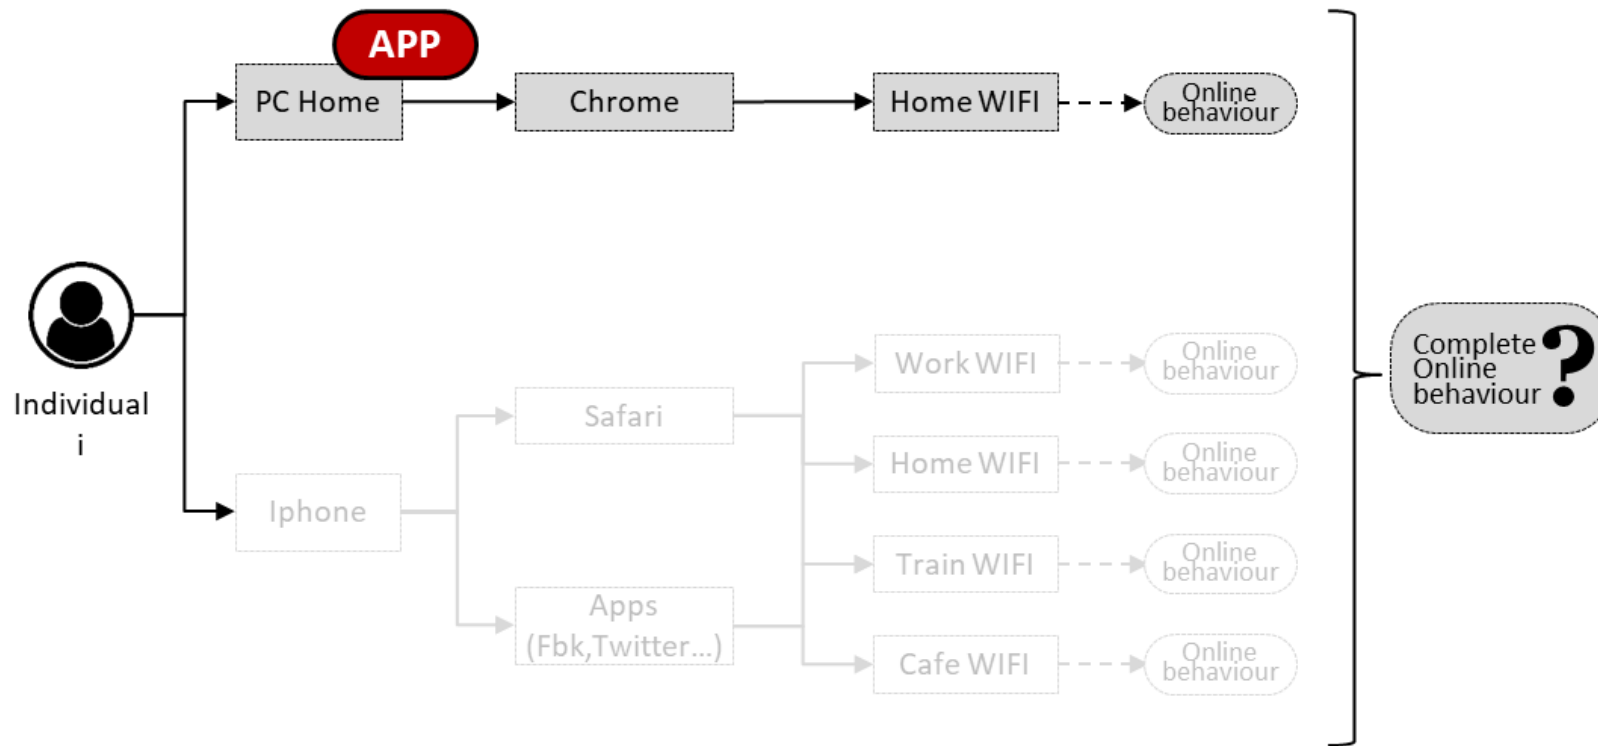 APP
PC Home
Chrome
Home WIFI
Online
behaviour
Individual
i
Iphone
Safari
Apps
(Fbk,Twitter...)
Work WIFI
Online
behaviour
Home WIFI
Online
behaviour
Train WIFI
Online
behaviour
Cafe WIFI
Online
behaviour
Complete
Online
behaviour
?